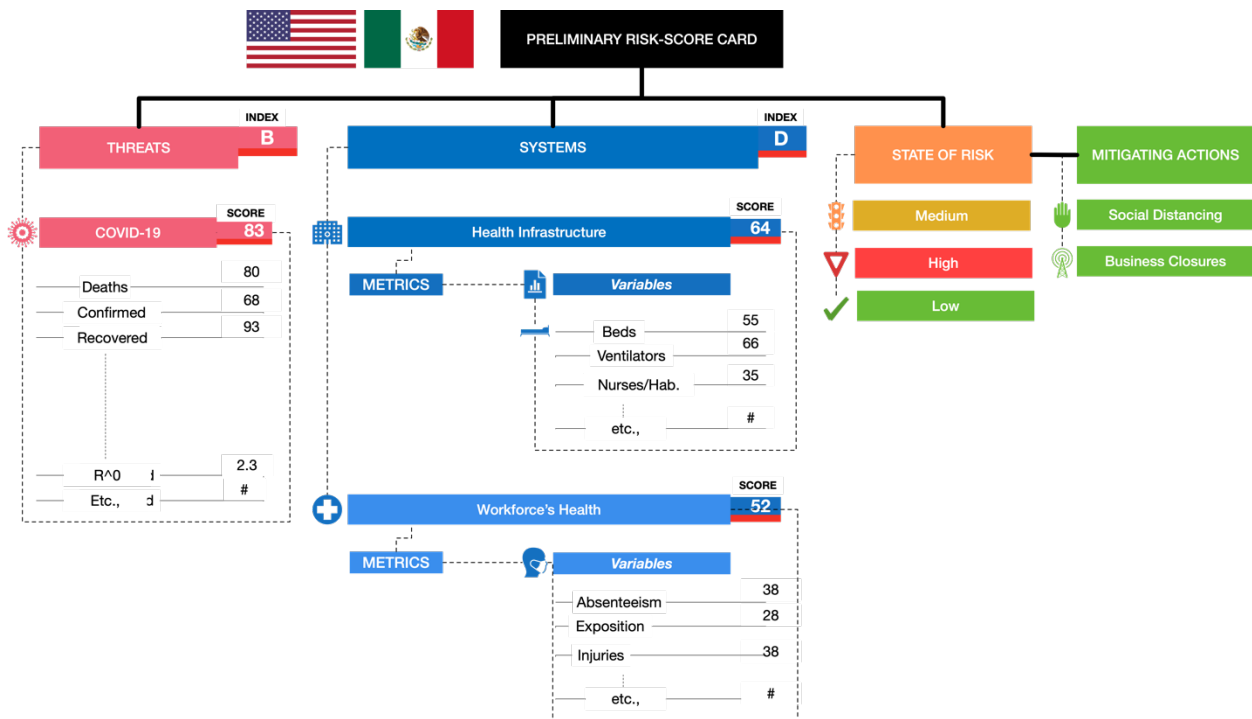 PRELIMINARY RISK-SCORE CARD
INDEX
THREATS
B
SCORE
COVID-19
83
Deaths
80
Confirmed
68
Recovered
93
R^0
d
2.3
Etc.,
d
#
INDEX
SYSTEMS
D
SCORE
Health Infrastructure
64
METRICS
Variables
Beds
55
Ventilators
66
Nurses/Hab.
35
etc.,
#
SCORE
Workforce's Health
52
METRICS
Variables
Absenteeism
38
Exposition
28
Injuries
38
etc.,
#
STATE OF RISK
Medium
High
Low
MITIGATING ACTIONS
Social Distancing
Business Closures